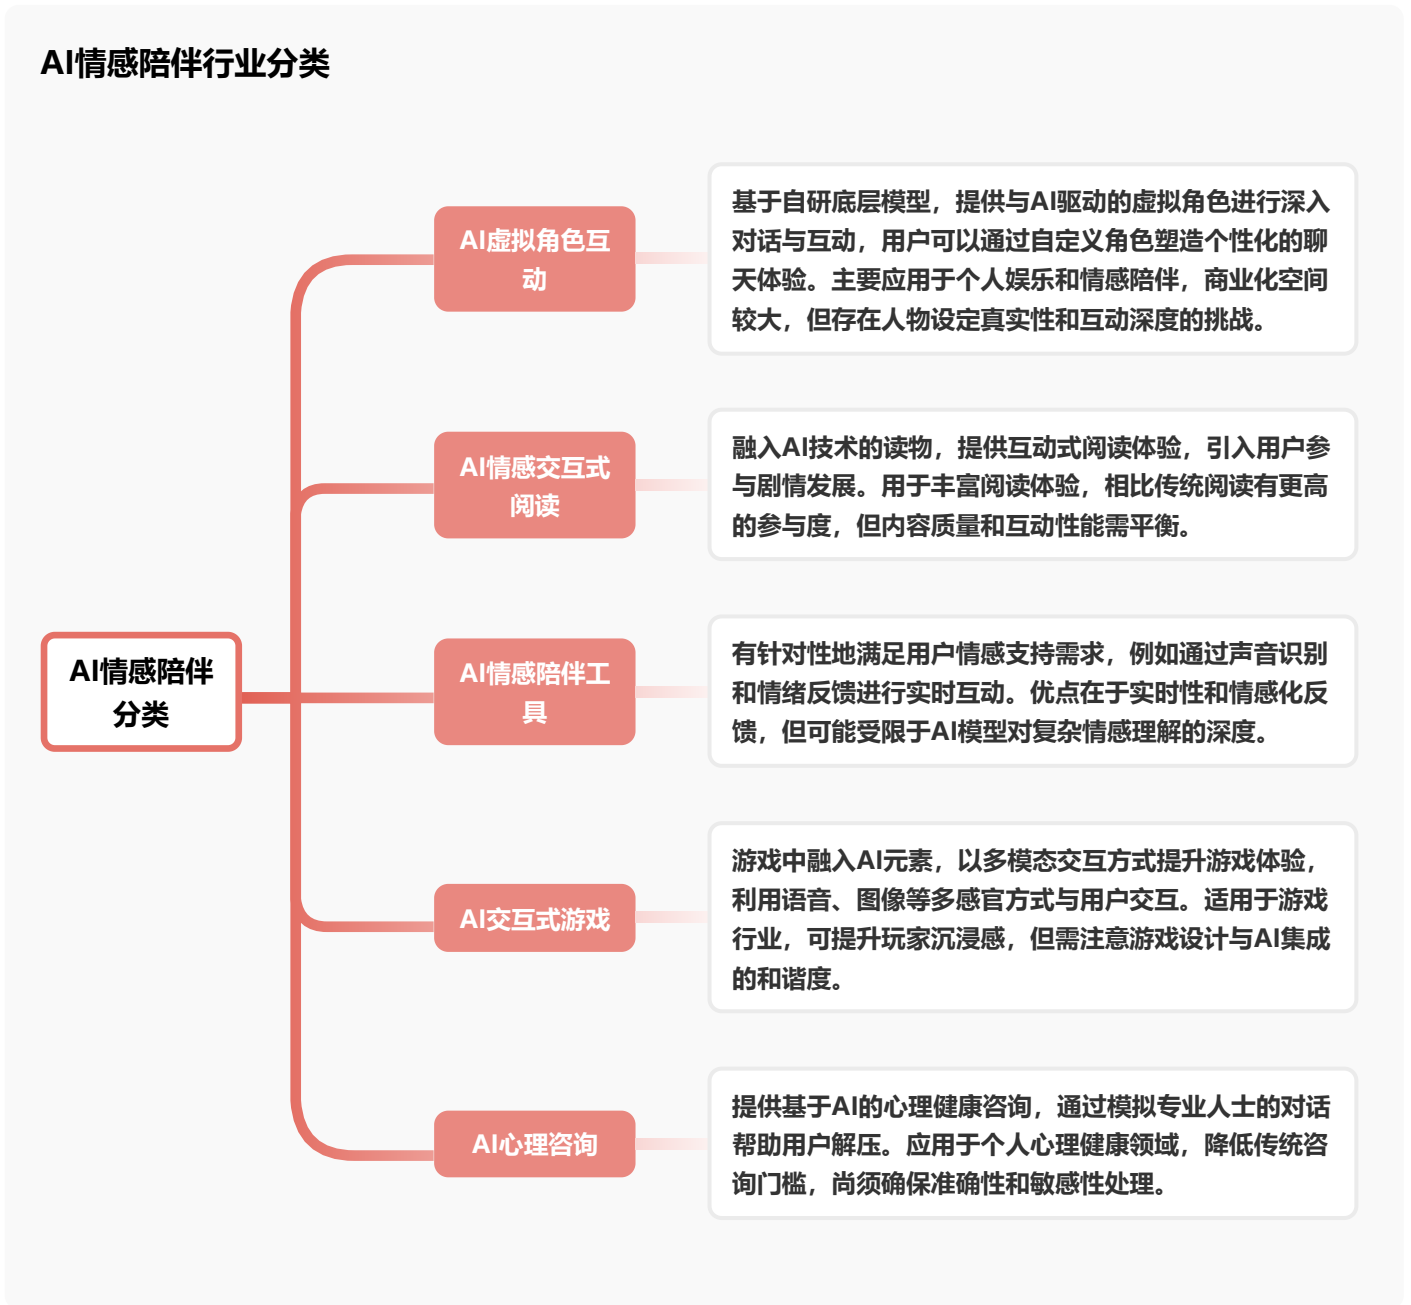 AI情感陪伴行业分类
AI虚拟角色互
动
基于自研底层模型，提供与AI驱动的虚拟角色进行深入
对话与互动，用户可以通过自定义角色塑造个性化的聊
天体验。主要应用于个人娱乐和情感陪伴，商业化空间
较大，但存在人物设定真实性和互动深度的挑战。
AI情感交互式
阅读
融入AI技术的读物，提供互动式阅读体验，引入用户参
与剧情发展。用于丰富阅读体验，相比传统阅读有更高
的参与度，但内容质量和互动性能需平衡。
AI情感陪伴
分类
AI情感陪伴工
具
有针对性地满足用户情感支持需求，例如通过声音识别
和情绪反馈进行实时互动。优点在于实时性和情感化反
馈，但可能受限于AI模型对复杂情感理解的深度。
AI交互式游戏
游戏中融入AI元素，以多模态交互方式提升游戏体验，
利用语音、图像等多感官方式与用户交互。适用于游戏
行业，可提升玩家沉浸感，但需注意游戏设计与AI集成
的和谐度。
AI心理咨询
提供基于AI的心理健康咨询，通过模拟专业人士的对话
帮助用户解压。应用于个人心理健康领域，降低传统咨
询门槛，尚须确保准确性和敏感性处理。